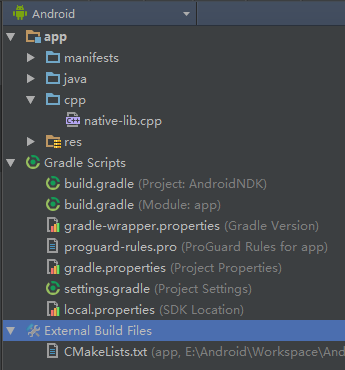 Android
app
manifests
java
cpp
native-lib.cpp
res
Gradle Scripts
build.gradle (Project: AndroidNDK)
build.gradle (Module: app)
gradle-wrapper.properties (Gradle Version)
proguard-rules.pro (ProGuard Rules for app)
gradle.properties (Project Properties)
settings.gradle (Project Settings)
local.properties (SDK Location)
External Build Files
CMakeLists.txt (app, E:\Android\Workspace\And